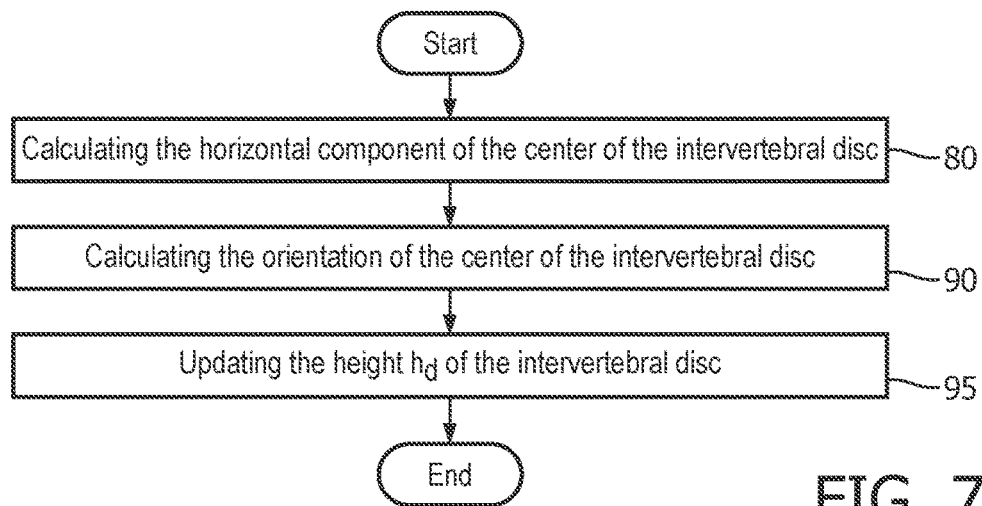 Start
Calculating the horizontal component of the center of the intervertebral disc
80
Calculating the orientation of the center of the intervertebral disc
90
Updating the height hd of the intervertebral disc
95
End
FIG. 7